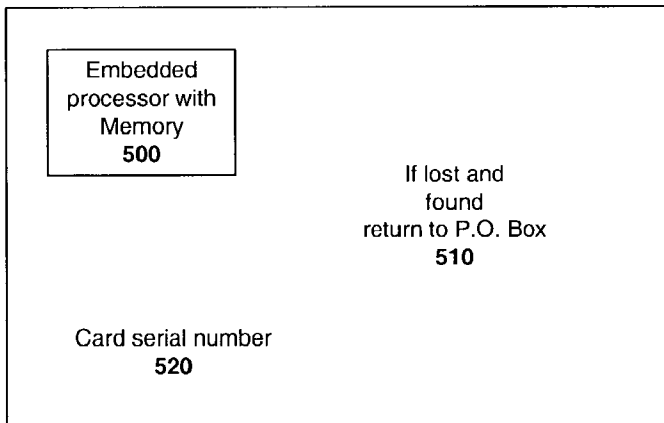 Embedded
processor with
Memory
500
If lost and
found
return to P.O. Box
510
Card serial number
520